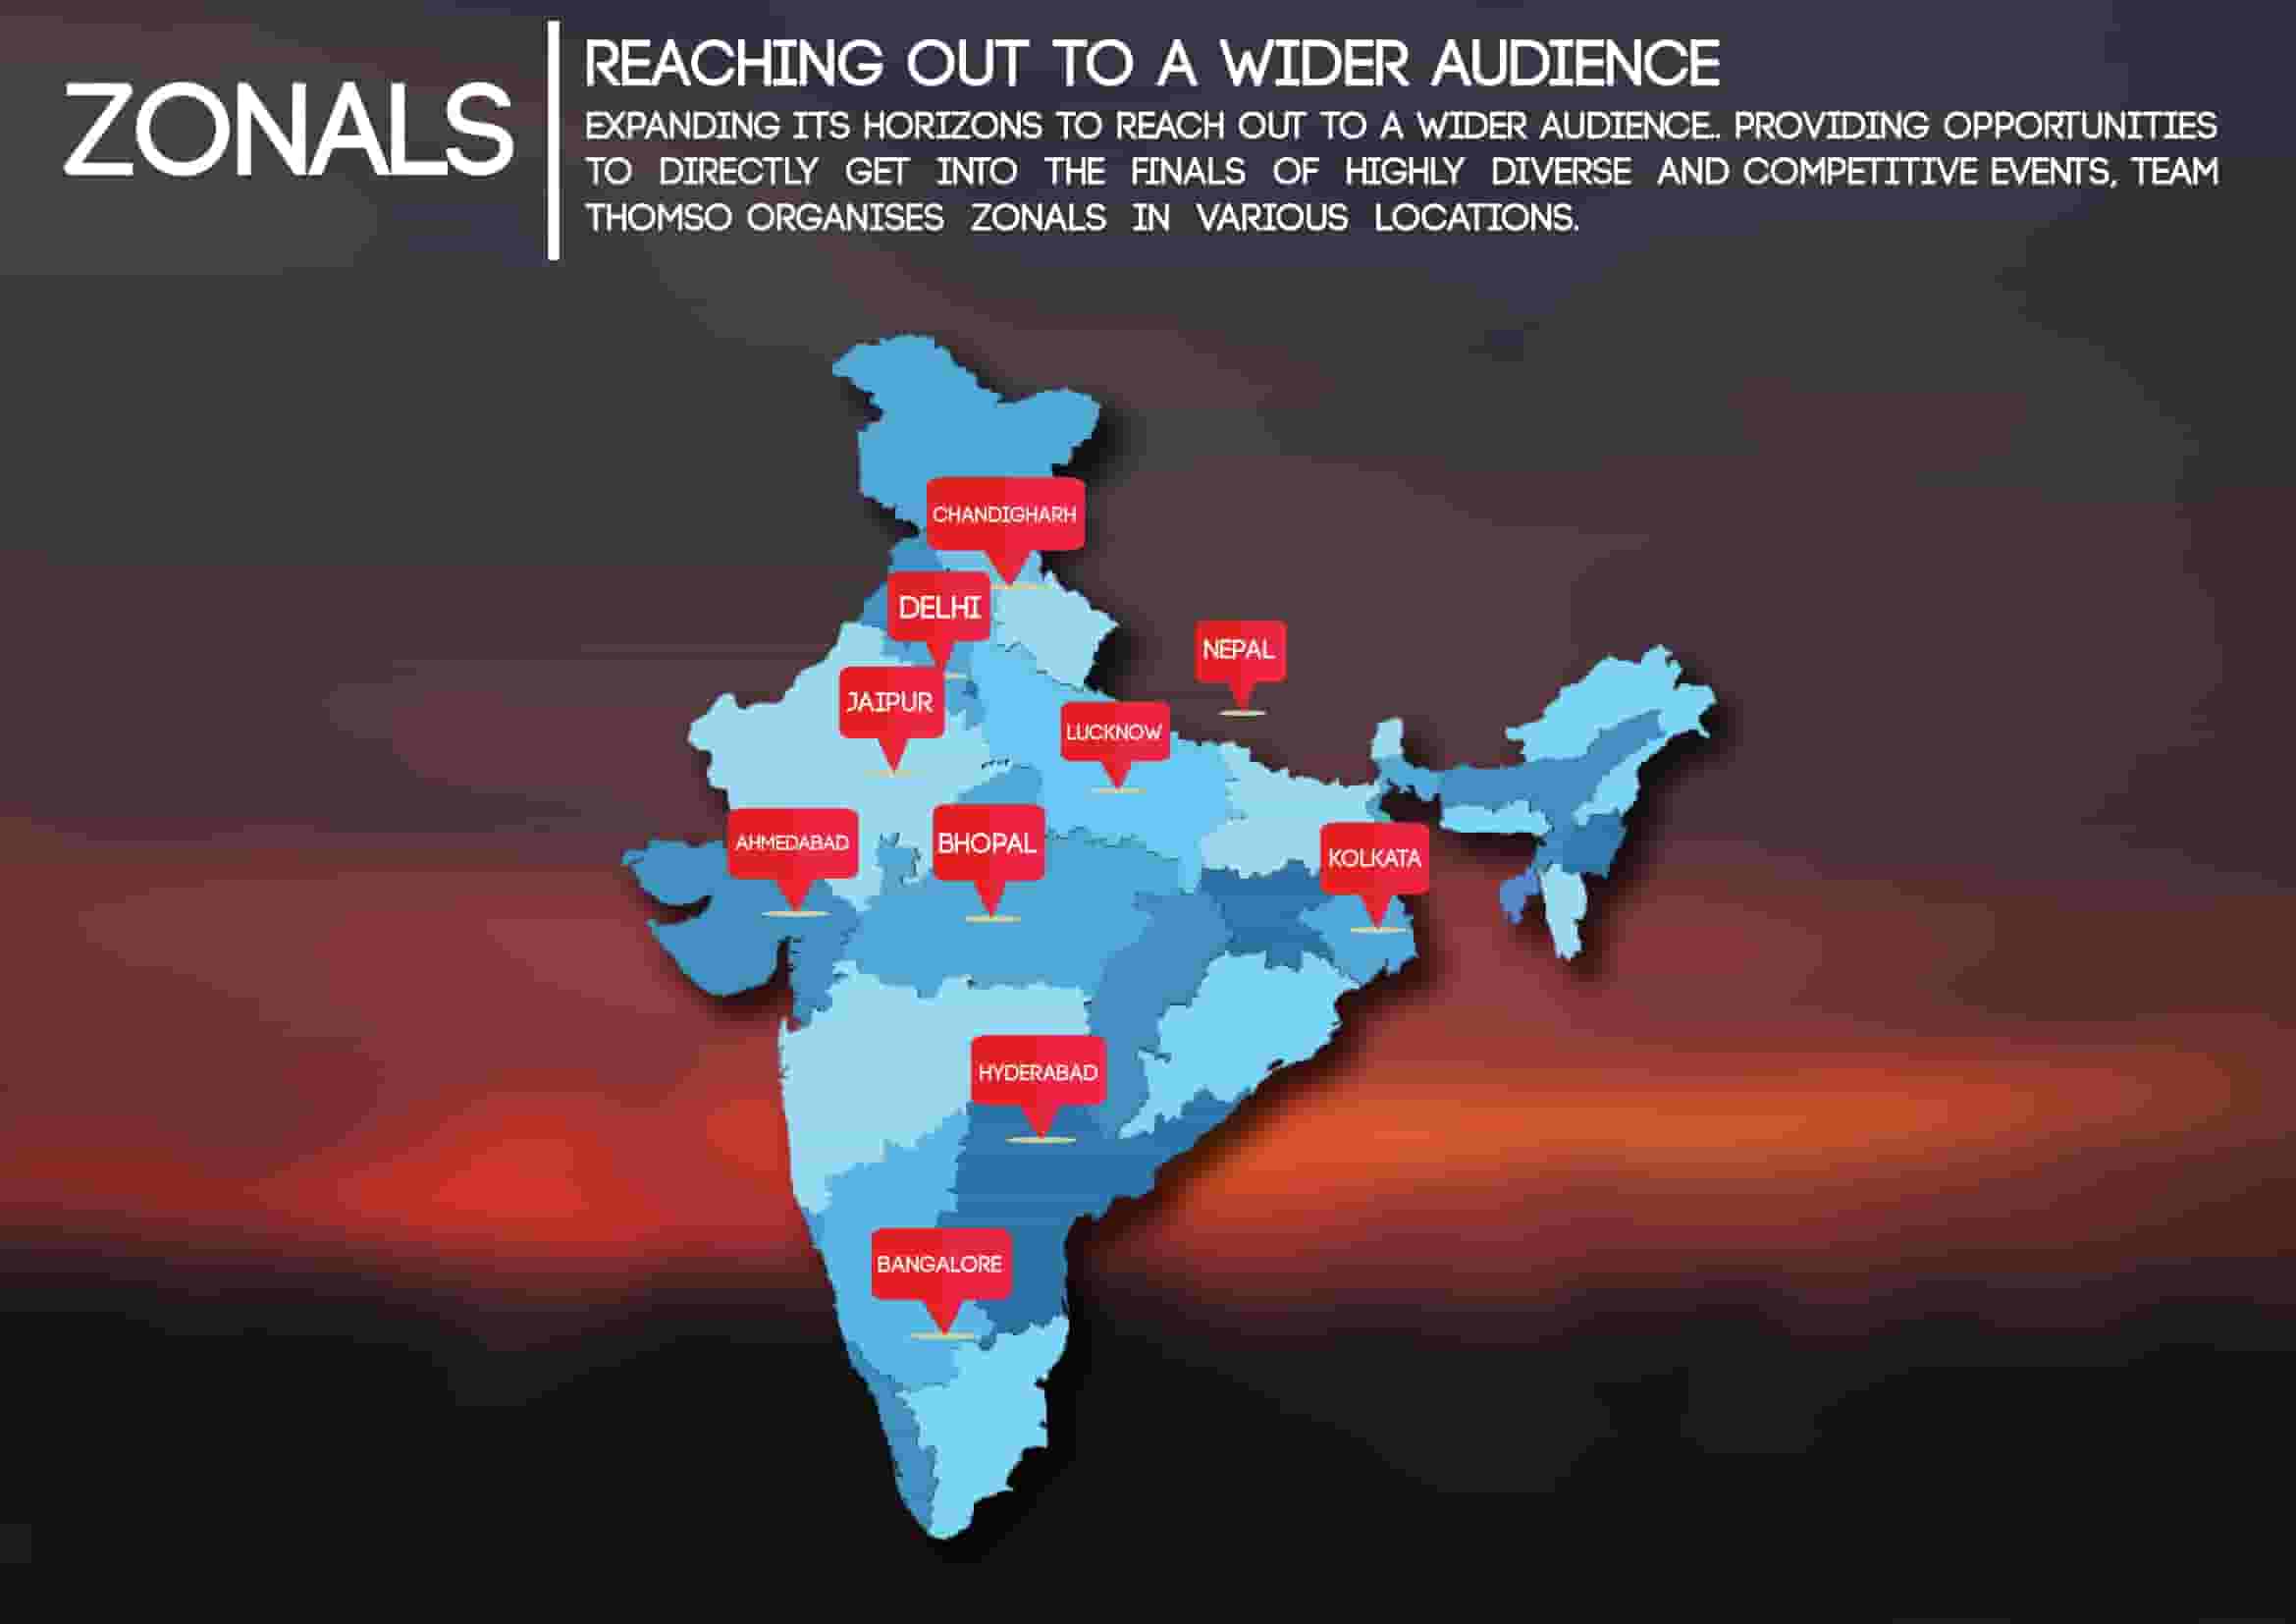 ZONALS
REACHING OUT TO A WIDER AUDIENCE
EXPANDING ITS HORIZONS TO REACH OUT TO A WIDER AUDIENCE.. PROVIDING OPPORTUNITIES
TO DIRECTLY GET INTO THE FINALS OF HIGHLY DIVERSE AND COMPETITIVE EVENTS, TEAM
THOMSO ORGANISES ZONALS IN VARIOUS LOCATIONS.
CHANDIGHARH
DELHI
NEPAL
JAIPUR
LUCKNOW
AHMEDABAD
BHOPAL
KOLKATA
HYDERABAD
BANGALORE